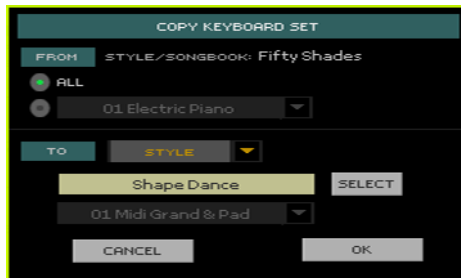 COPY KEYBOARD SET
FROM STYLE/SONGBOOK: Fifty Shades
ALL
01 Electric Piano
TO STYLE
Shape Dance SELECT
01 Midi Grand & Pad
CANCEL OK